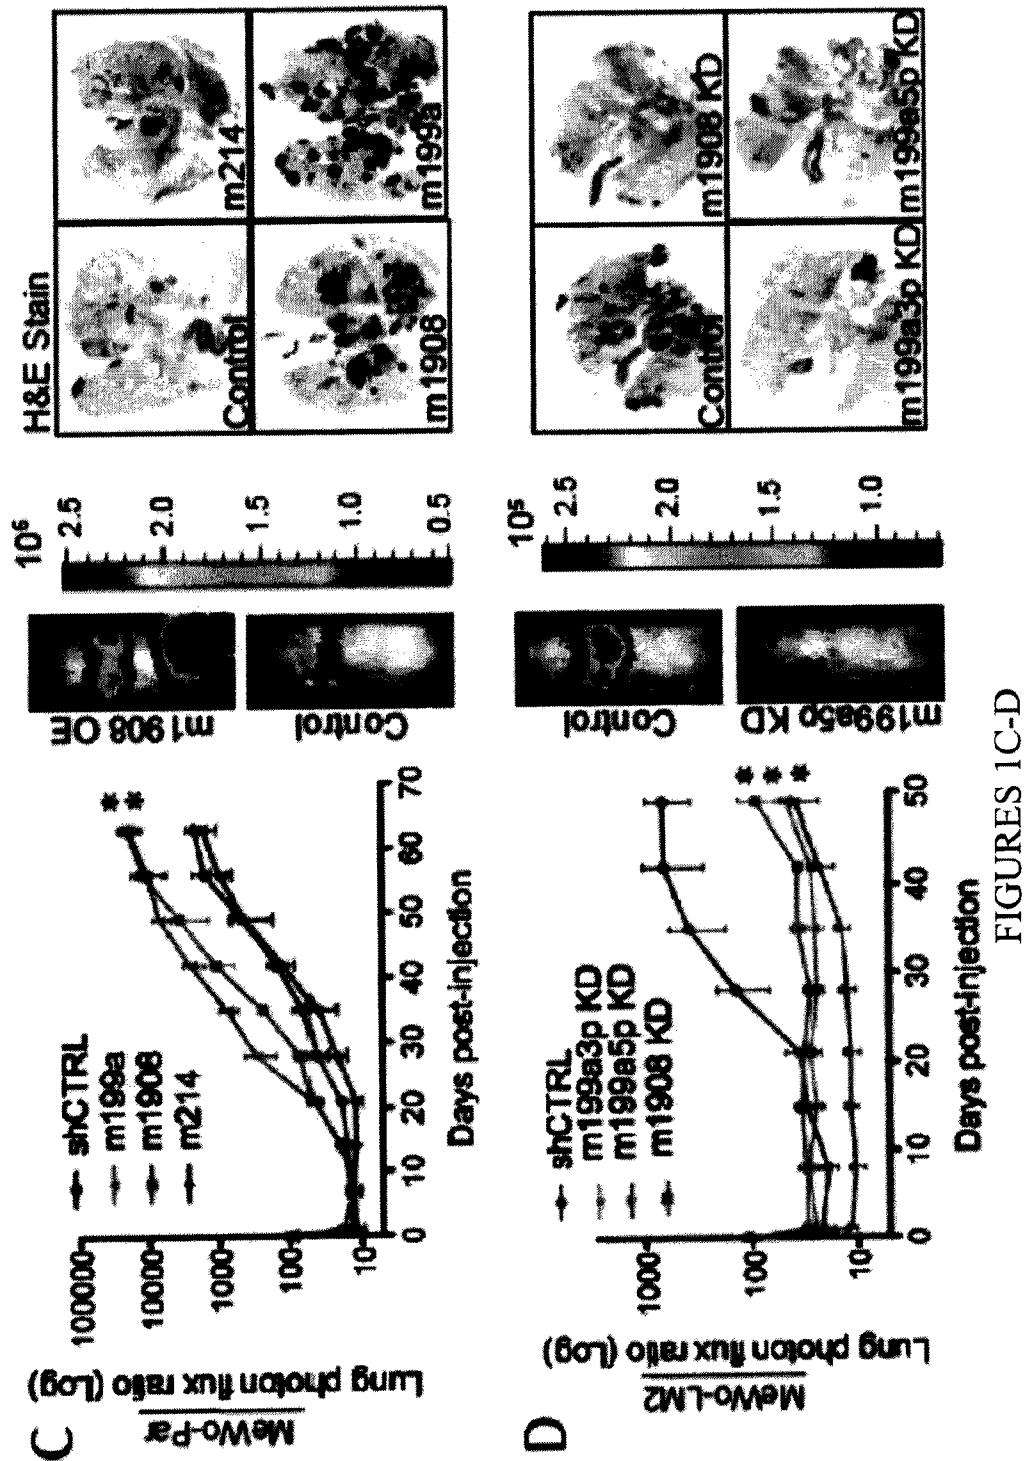 C
MeWo-Par
Lung photon flux ratio (Log)
100000
10000
1000
100
10
shCTRL
m199a
m1908
m214
0
10
20
30
40
50
60
70
* *
Days post-injection
m1908 OE
Control
10⁶
2.5
2.0
1.5
1.0
0.5
H&E Stain
Control
m214
m1908
m199a
D
MeWo-LM2
Lung photon flux ratio (Log)
1000
100
10
shCTRL
m199a3p KD
m199a5p KD
m1908 KD
0
10
20
30
40
50
* * *
Days post-injection
Control
m199a5p KD
10⁵
2.5
2.0
1.5
1.0
Control
m1908 KD
m199a3p KD
m199a5p KD
FIGURES 1C-D